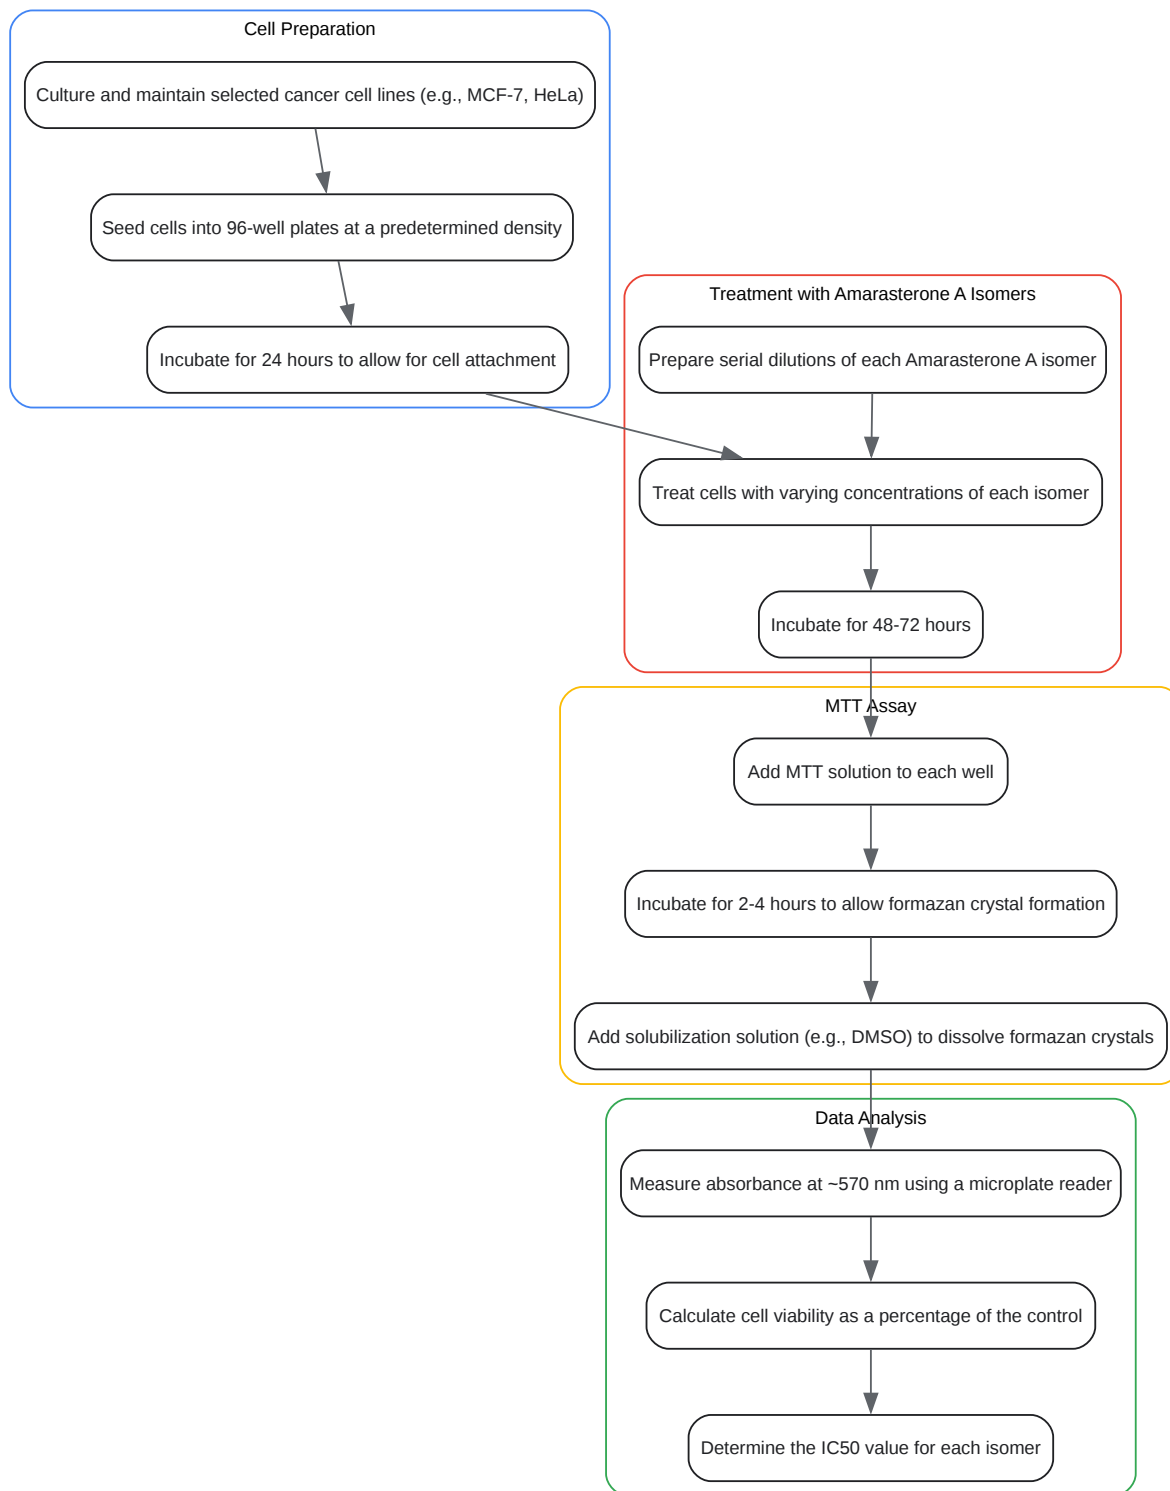 Cell Preparation
Culture and maintain selected cancer cell lines (e.g., MCF-7, HeLa)
Seed cells into 96-well plates at a predetermined density
Incubate for 24 hours to allow for cell attachment
Treatment with Amarasterone A Isomers
Prepare serial dilutions of each Amarasterone A isomer
Treat cells with varying concentrations of each isomer
Incubate for 48-72 hours
MTT Assay
Add MTT solution to each well
Incubate for 2-4 hours to allow formazan crystal formation
Add solubilization solution (e.g., DMSO) to dissolve formazan crystals
Data Analysis
Measure absorbance at ~570 nm using a microplate reader
Calculate cell viability as a percentage of the control
Determine the IC50 value for each isomer